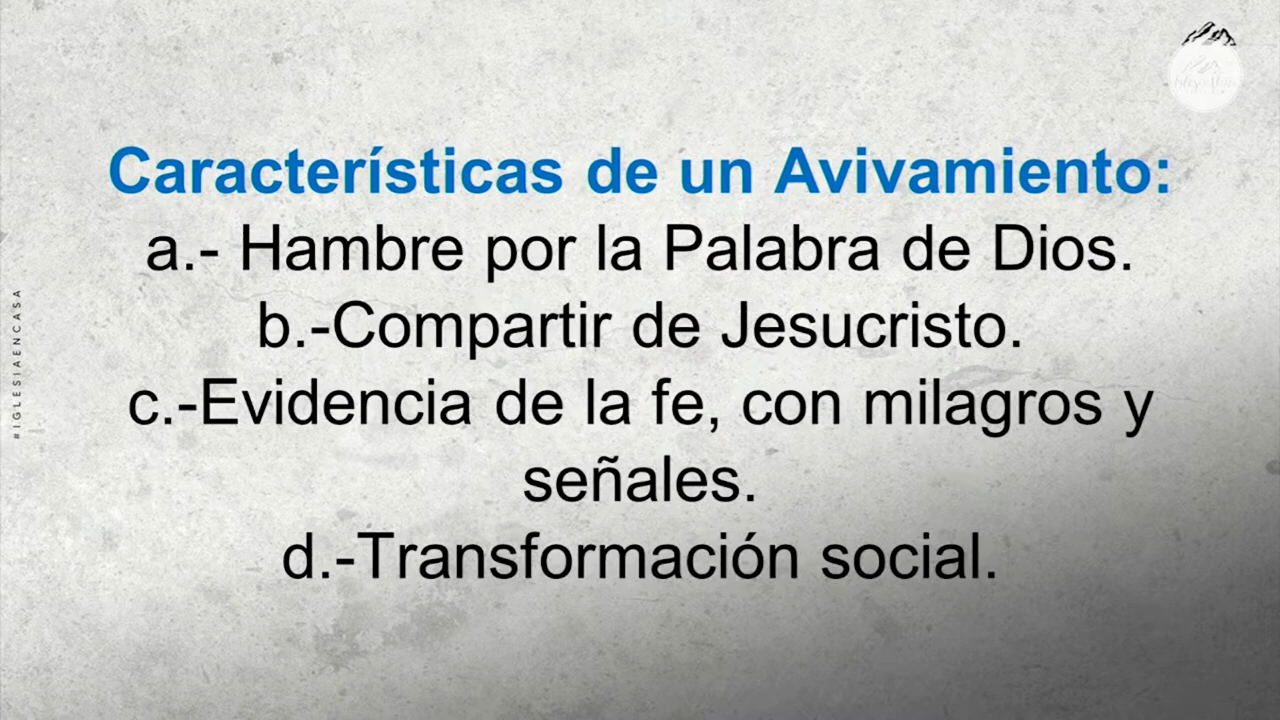 Características de un Avivamiento:
a.- Hambre por la Palabra de Dios.
b.-Compartir de Jesucristo.
c.-Evidencia de la fe, con milagros y
señales.
d.-Transformación social.
#IGLESIAENCASA